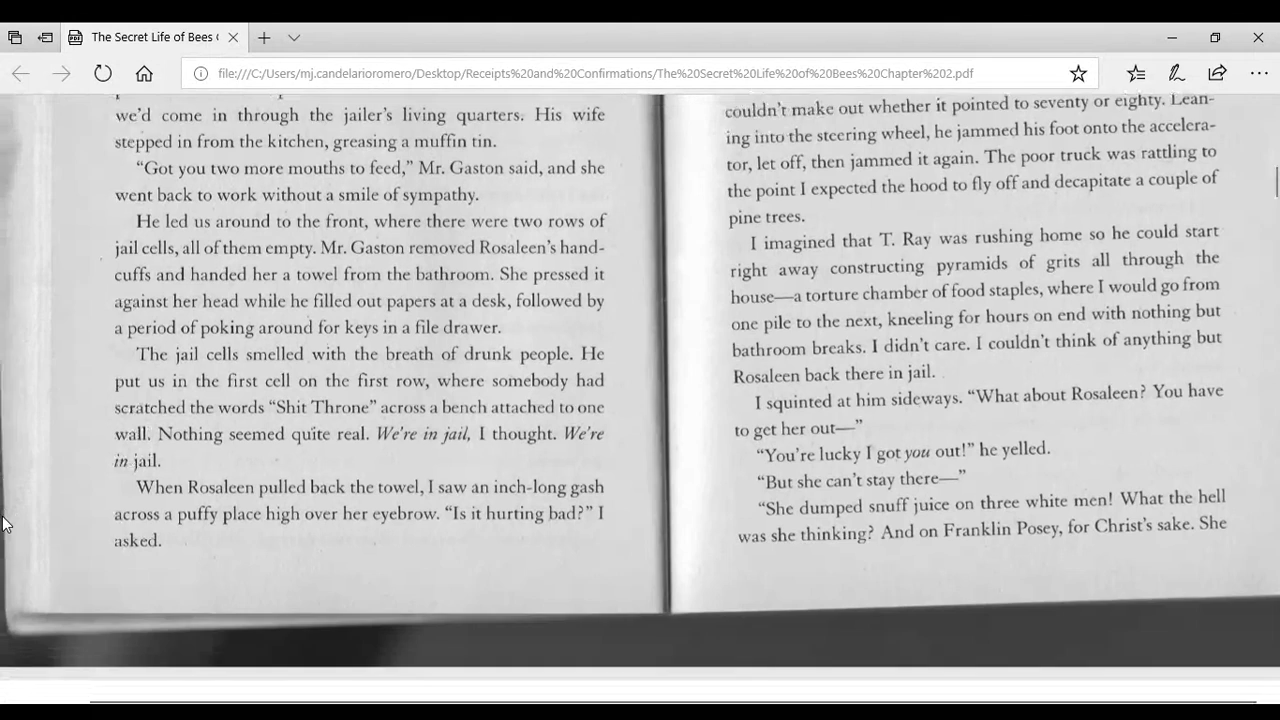 The Secret Life of Bees
file:///C:/Users/mj.candelarioromero/Desktop/Receipts%20and%20Confirmations/The%20Secret%20Life%20of%20Bees%20Chapter%202.pdf
we'd come in through the jailer's living quarters. His wife
stepped in from the kitchen, greasing a muffin tin.
“Got you two more mouths to feed,” Mr. Gaston said, and she
went back to work without a smile of sympathy.
He led us around to the front, where there were two rows of
jail cells, all of them empty. Mr. Gaston removed Rosaleen's hand-
cuffs and handed her a towel from the bathroom. She pressed it
against her head while he filled out papers at a desk, followed by
a period of poking around for keys in a file drawer.
The jail cells smelled with the breath of drunk people. He
put us in the first cell on the first row, where somebody had
scratched the words “Shit Throne” across a bench attached to one
wall. Nothing seemed quite real. We're in jail, I thought. We're
in jail.
When Rosaleen pulled back the towel, I saw an inch-long gash
across a puffy place high over her eyebrow. “Is it hurting bad?” I
asked.
couldn't make out whether it pointed to seventy or eighty. Lean-
ing into the steering wheel, he jammed his foot onto the accelera-
tor, let off, then jammed it again. The poor truck was rattling to
the point I expected the hood to fly off and decapitate a couple of
pine trees.
I imagined that T. Ray was rushing home so he could start
right away constructing pyramids of grits all through the
house—a torture chamber of food staples, where I would go from
one pile to the next, kneeling for hours on end with nothing but
bathroom breaks. I didn't care. I couldn't think of anything but
Rosaleen back there in jail.
I squinted at him sideways. “What about Rosaleen? You have
to get her out—”
“You're lucky I got you out!” he yelled.
“But she can't stay there—”
“She dumped snuff juice on three white men! What the hell
was she thinking? And on Franklin Posey, for Christ's sake. She